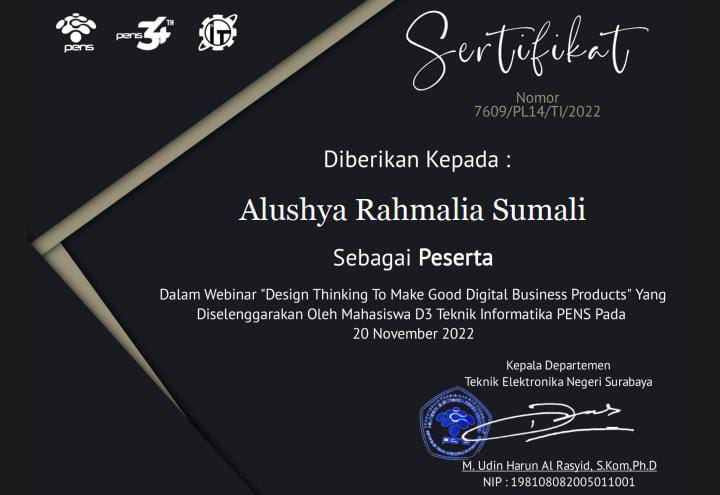 pens
pens 34TH
IT
Sertifikat
Nomor
7609/PL14/TI/2022
Diberikan Kepada :
Alushya Rahmalia Sumali
Sebagai Peserta
Dalam Webinar "Design Thinking To Make Good Digital Business Products" Yang
Diselenggarakan Oleh Mahasiswa D3 Teknik Informatika PENS Pada
20 November 2022
Kepala Departemen
Teknik Elektronika Negeri Surabaya
M. Udin Harun Al Rasyid, S.Kom,Ph.D
NIP : 198108082005011001